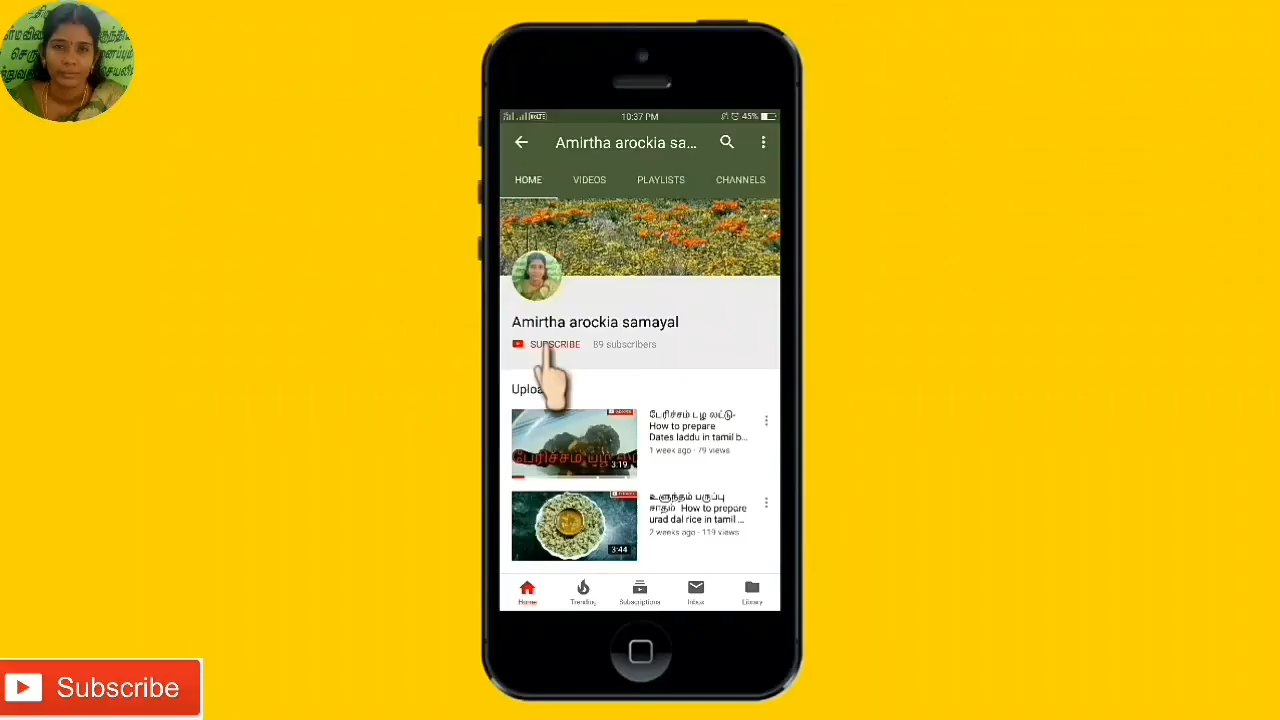 10:37 PM
45%
Amirtha arockia sa...
HOME
VIDEOS
PLAYLISTS
CHANNELS
Amirtha arockia samayal
SUBSCRIBE
89 subscribers
Uploa
பேரிச்சம் பழ லட்டு-
How to prepare
Dates laddu in tamil b...
1 week ago · 79 views
பேரிச்சம் பழ
3:19
உளுந்தம் பருப்பு
சாதம் How to prepare
urad dal rice in tamil ...
2 weeks ago · 119 views
3:44
Home
Trending
Subscriptions
Inbox
Library
Subscribe